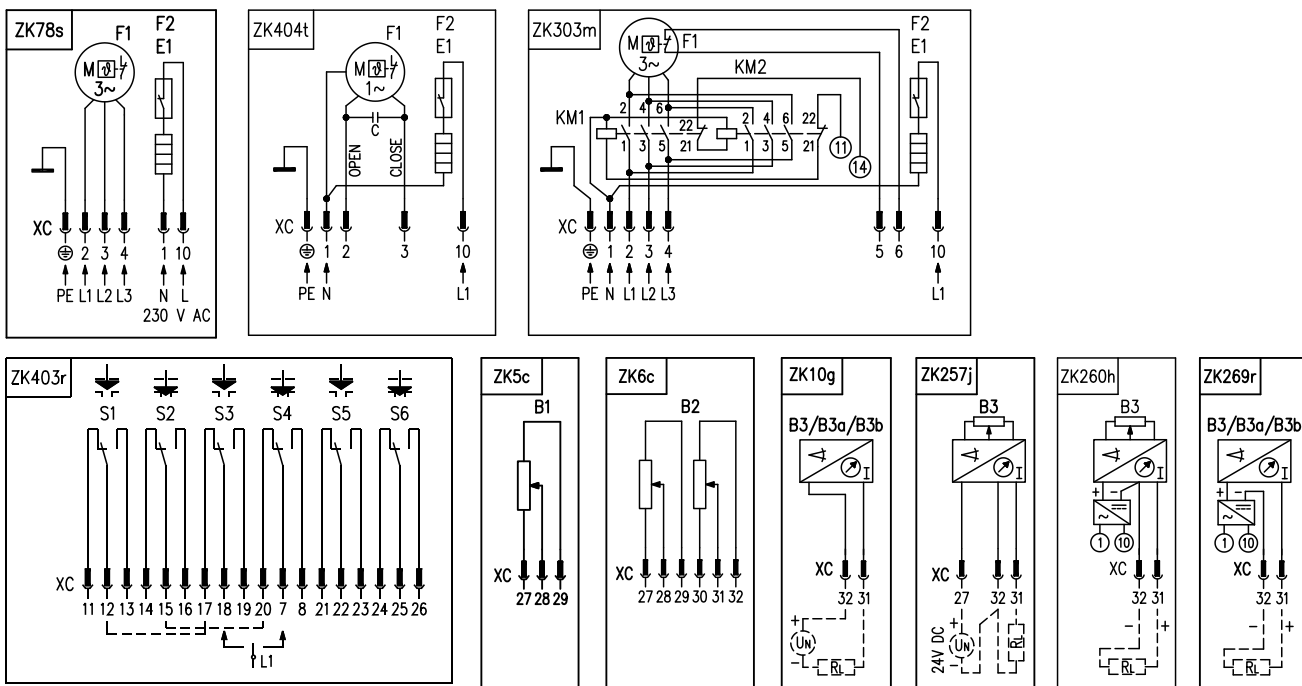 ZK78s
F1
F2
E1
M ϑ
3~
XC
2 3 4 1 10
PE L1 L2 L3 N L
230 V AC
ZK404t
F1
F2
E1
M ϑ
1~
C
OPEN
CLOSE
XC
1 2 3 10
PE N L1
ZK303m
F2
E1
M ϑ F1
3~
KM2
KM1
2 4 6 22 2 4 6 22
1 3 5 21 1 3 5 21
11
14
XC
1 2 3 4 5 6 10
PE N L1 L2 L3 L1
ZK403r
S1 S2 S3 S4 S5 S6
XC
11 12 13 14 15 16 17 18 19 20 7 8 21 22 23 24 25 26
L1
ZK5c
B1
XC
27 28 29
ZK6c
B2
XC
27 28 29 30 31 32
ZK10g
B3/B3a/B3b
I
XC
32 31
+
UN
-
RL
ZK257j
B3
I
XC
27 32 31
24V DC
+
UN
-
RL
ZK260h
B3
I
+ -
~
1 10
XC
32 31
- +
RL
ZK269r
B3/B3a/B3b
I
+ -
~
1 10
XC
32 31
- +
RL